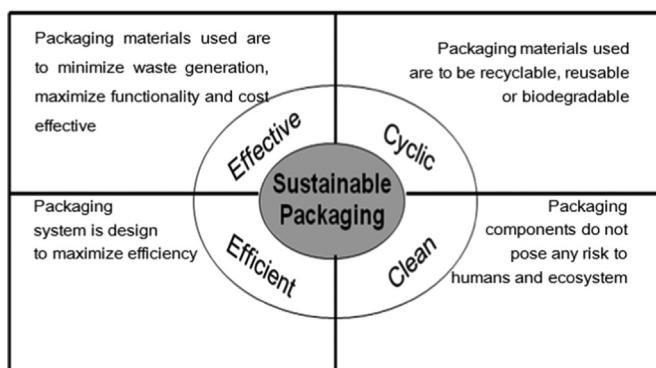 Packaging materials used are
to minimize waste generation,
maximize functionality and cost
effective
Packaging materials used
are to be recyclable, reusable
or biodegradable
Effective
Cyclic
Sustainable
Packaging
Packaging
system is design
to maximize efficiency
Efficient
Clean
Packaging
components do not
pose any risk to
humans and ecosystem